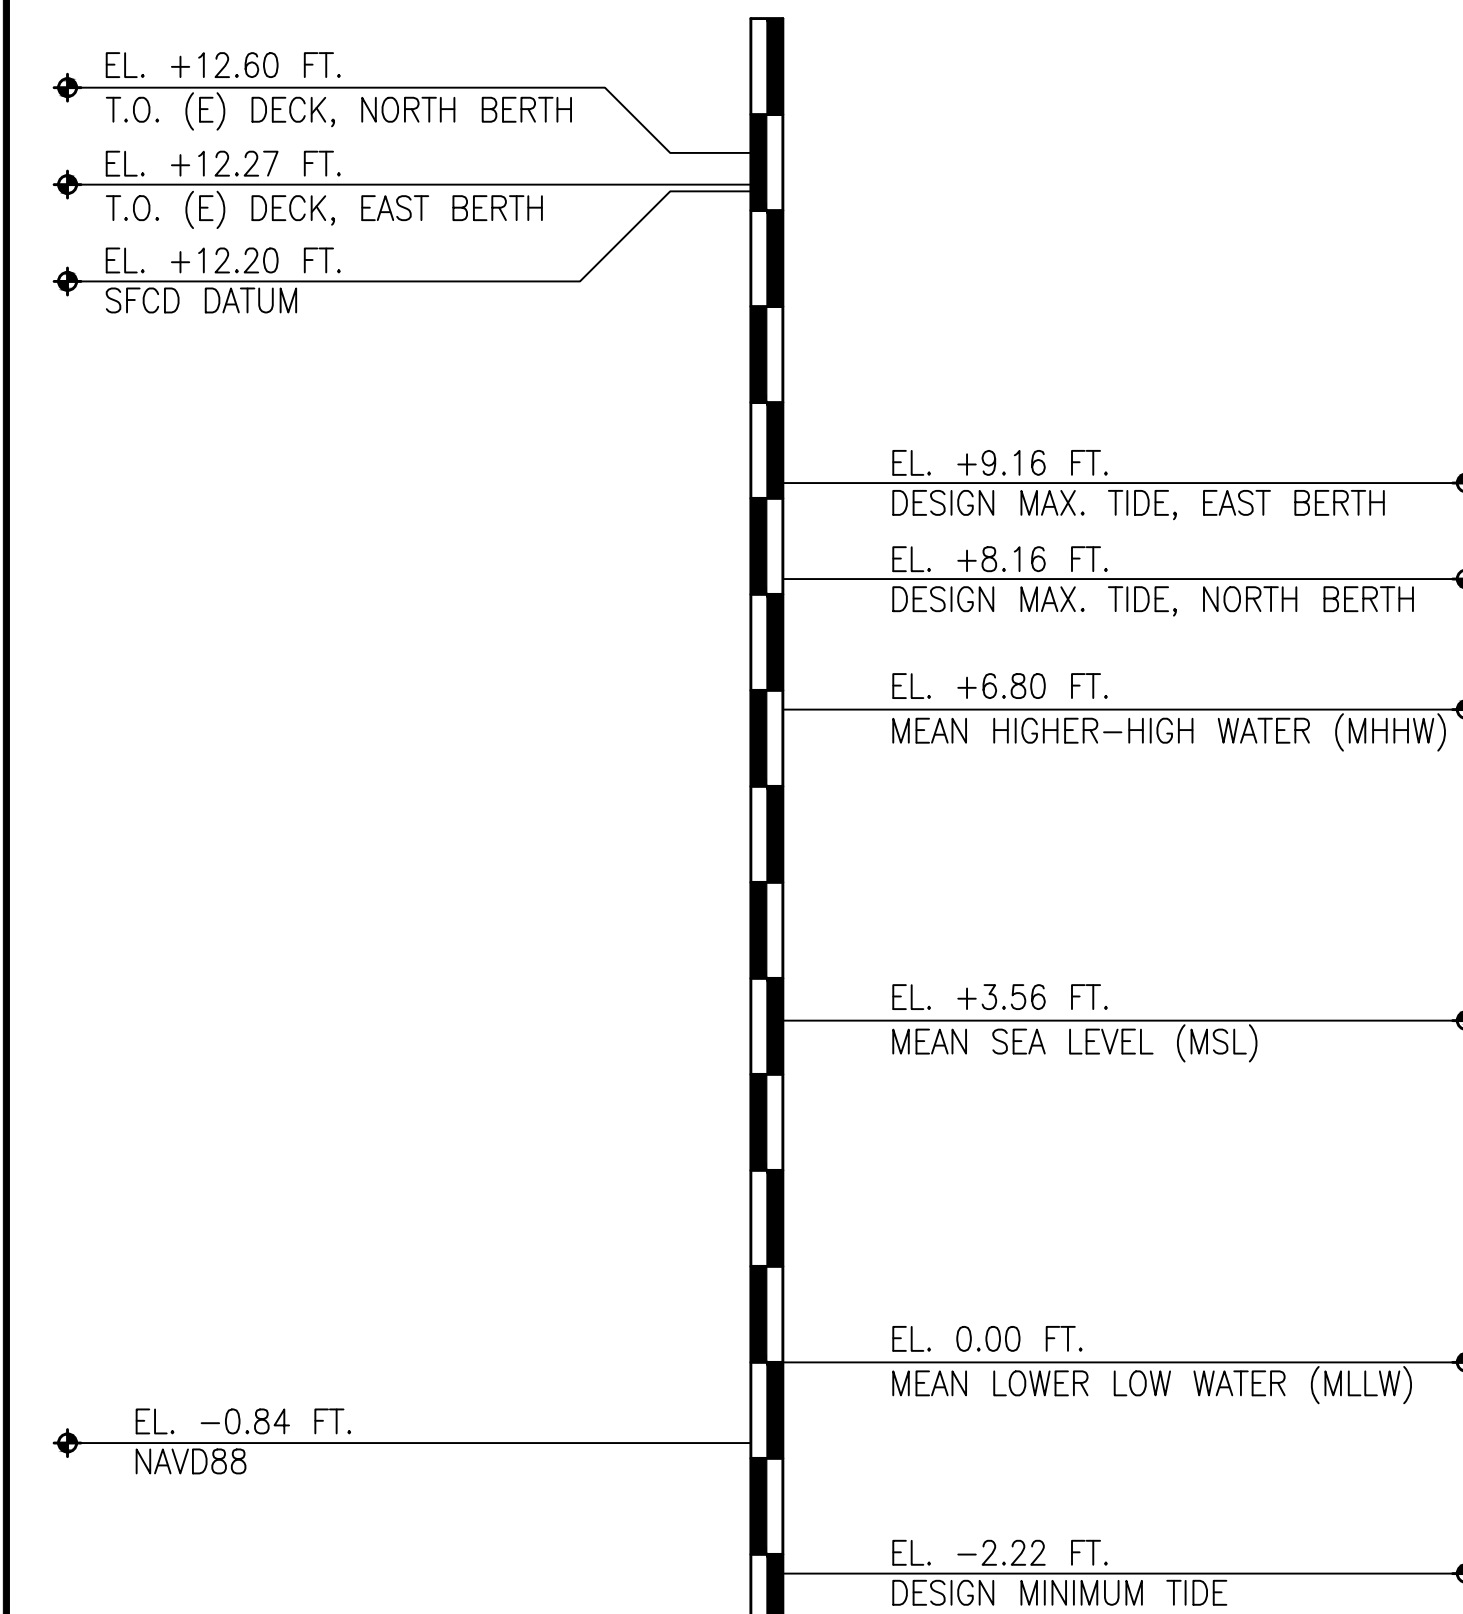 EL. +12.60 FT.
T.O. (E) DECK, NORTH BERTH
EL. +12.27 FT.
T.O. (E) DECK, EAST BERTH
EL. +12.20 FT.
SFCD DATUM
EL. +9.16 FT.
DESIGN MAX. TIDE, EAST BERTH
EL. +8.16 FT.
DESIGN MAX. TIDE, NORTH BERTH
EL. +6.80 FT.
MEAN HIGHER-HIGH WATER (MHHW)
EL. +3.56 FT.
MEAN SEA LEVEL (MSL)
EL. 0.00 FT.
MEAN LOWER LOW WATER (MLLW)
EL. -0.84 FT.
NAVD88
EL. -2.22 FT.
DESIGN MINIMUM TIDE